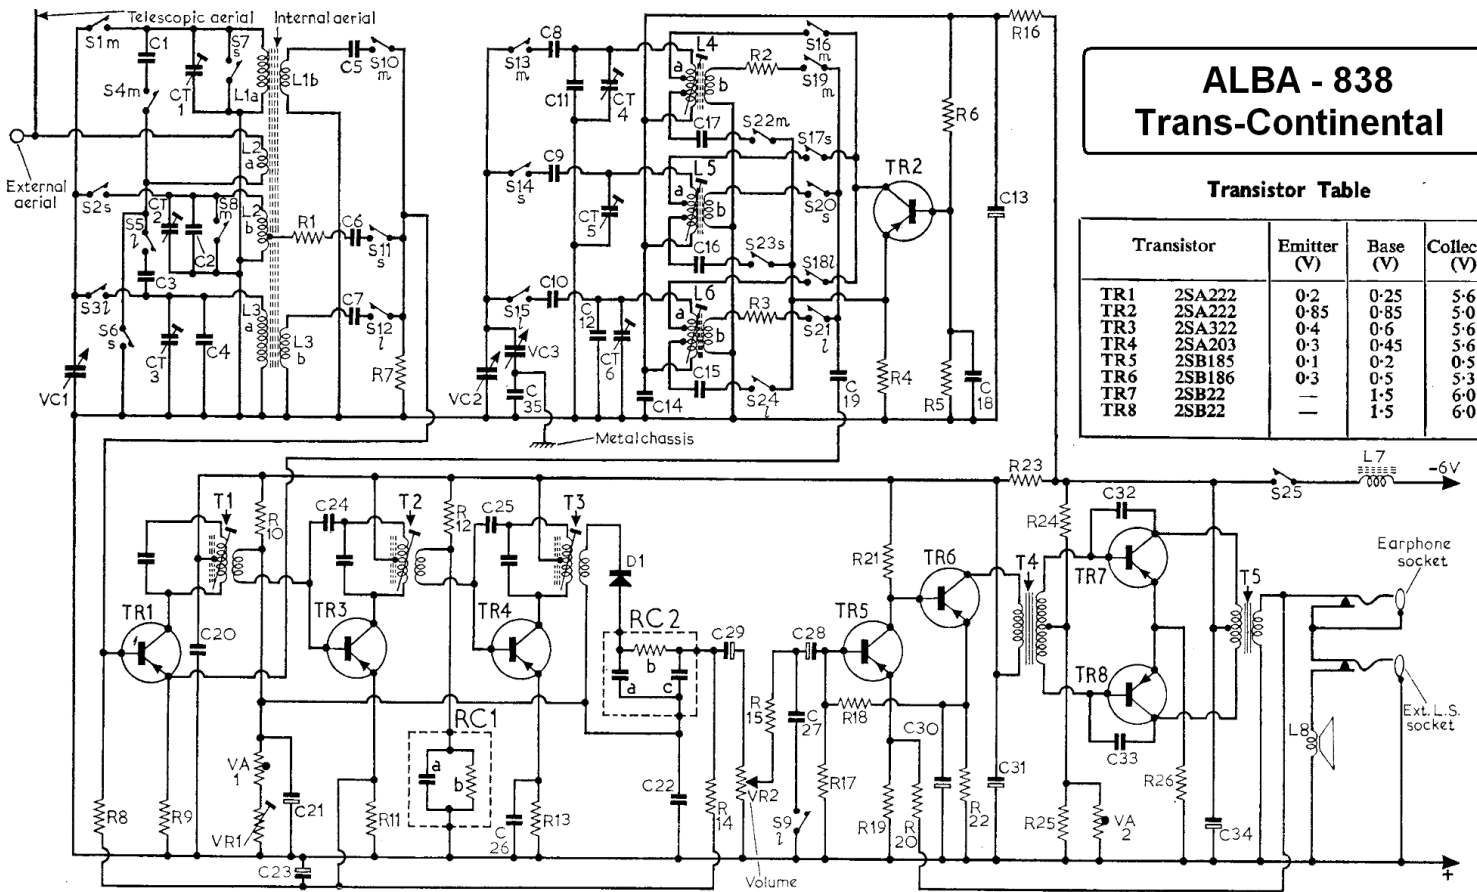 Telescopic aerial
Internal aerial
S1m
C1
S7
s
C5
S10
m
L1b
S4m
CT
1
L1a
External
aerial
L2
a
S2s
CT
2
S8
m
L2
b
R1
C6
S11
s
S5
l
C2
C3
S3l
L3
a
C7
S12
l
S6
s
CT
3
C4
L3
b
R7
VC1
S13
m
C8
L4
S16
m
R2
S19
m
a
b
C11
CT
4
R16
R6
C17
S22m
S17s
C9
L5
S14
s
a
b
CT
5
S20
s
TR2
C13
C16
S23s
S18l
C10
L6
S15
l
a
b
R3
S21
l
C
12
CT
6
VC3
VC2
C
35
C15
C14
S24
l
C
19
R4
R5
C
18
Metal chassis
ALBA - 838
Trans-Continental
Transistor Table
Transistor Emitter (V) Base (V) Collec (V)
TR1 2SA222 0·2 0·25 5·6
TR2 2SA222 0·85 0·85 5·0
TR3 2SA322 0·4 0·6 5·6
TR4 2SA203 0·3 0·45 5·6
TR5 2SB185 0·1 0·2 0·5
TR6 2SB186 0·3 0·5 5·3
TR7 2SB22 — 1·5 6·0
TR8 2SB22 — 1·5 6·0
T1
R
10
C24
T2
R
12
C25
T3
D1
TR1
C20
TR3
TR4
RC2
b
a
c
C29
RC1
a
b
VA
1
VR1
C21
R8
R9
R11
C
26
R13
C22
R
14
VR2
C23
Volume
R
15
C28
C
27
S9
l
TR5
R21
TR6
R18
C30
R17
R19
R
20
R
22
C31
R23
T4
R24
C32
TR7
TR8
C33
R26
R25
VA
2
C34
S25
L7
-6V
T5
Earphone
socket
Ext. L.S.
socket
L8
+